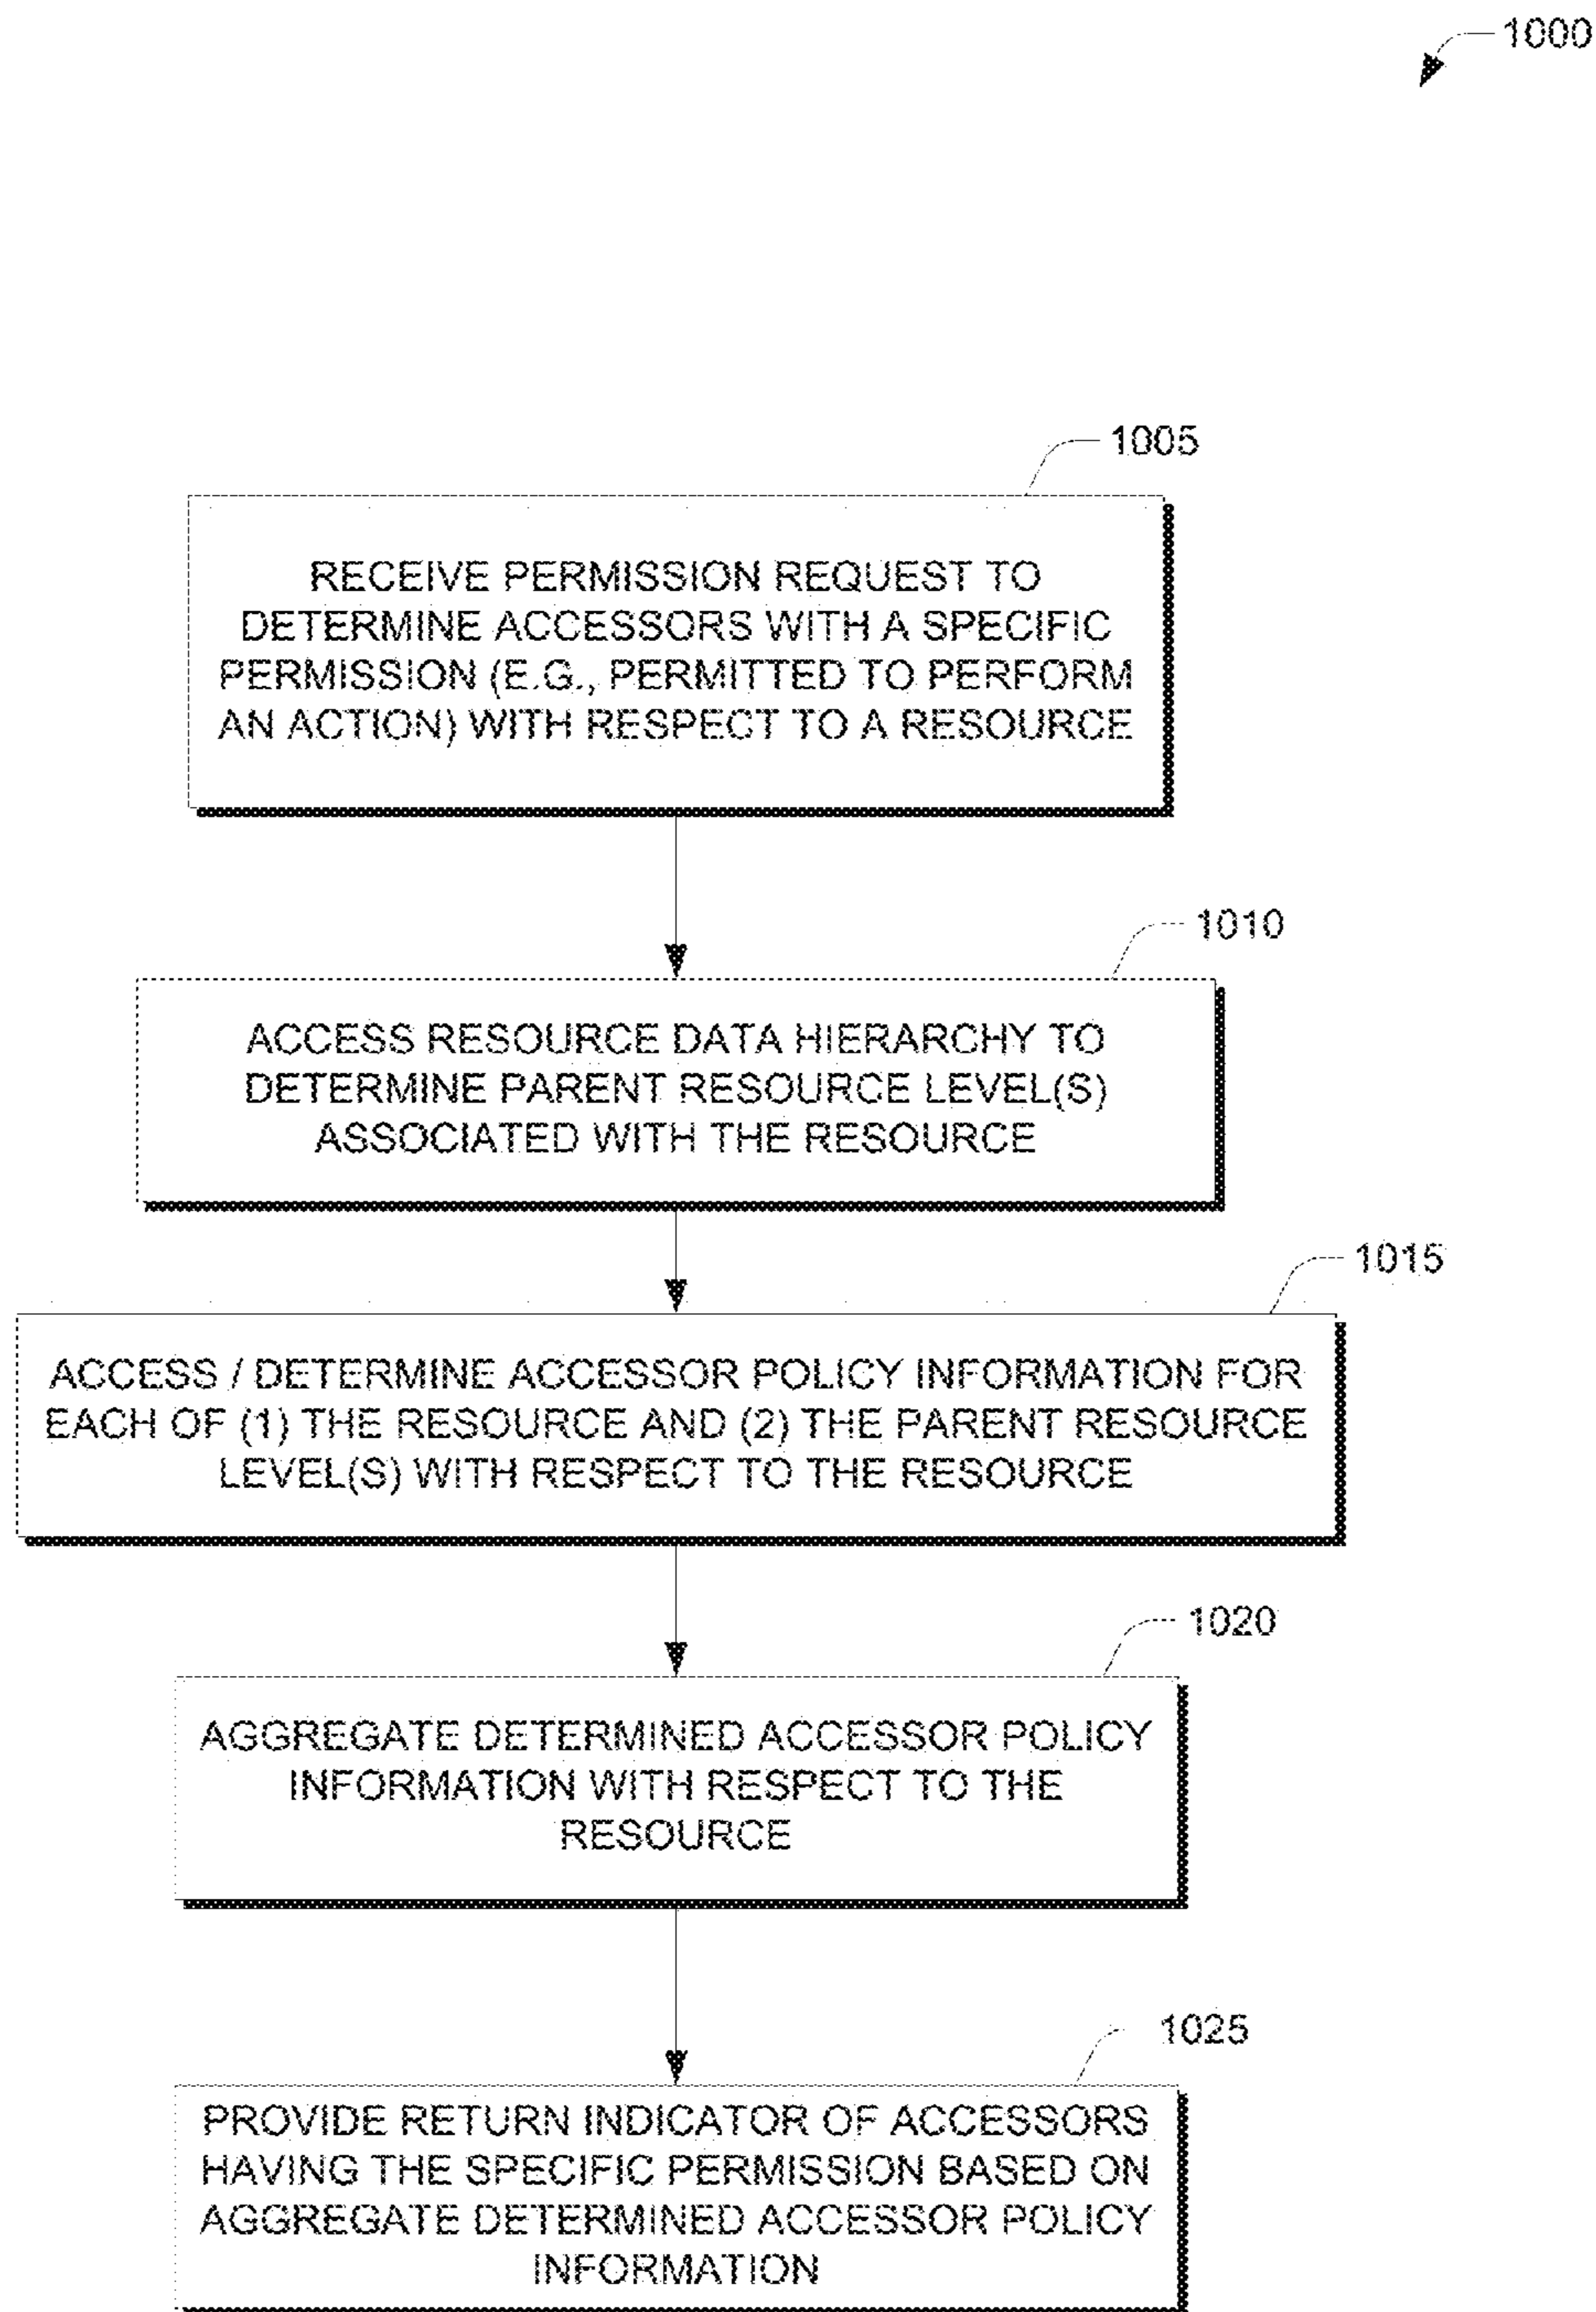 1000
1005
RECEIVE PERMISSION REQUEST TO
DETERMINE ACCESSORS WITH A SPECIFIC
PERMISSION (E.G., PERMITTED TO PERFORM
AN ACTION) WITH RESPECT TO A RESOURCE
1010
ACCESS RESOURCE DATA HIERARCHY TO
DETERMINE PARENT RESOURCE LEVEL(S)
ASSOCIATED WITH THE RESOURCE
1015
ACCESS / DETERMINE ACCESSOR POLICY INFORMATION FOR
EACH OF (1) THE RESOURCE AND (2) THE PARENT RESOURCE
LEVEL(S) WITH RESPECT TO THE RESOURCE
1020
AGGREGATE DETERMINED ACCESSOR POLICY
INFORMATION WITH RESPECT TO THE
RESOURCE
1025
PROVIDE RETURN INDICATOR OF ACCESSORS
HAVING THE SPECIFIC PERMISSION BASED ON
AGGREGATE DETERMINED ACCESSOR POLICY
INFORMATION